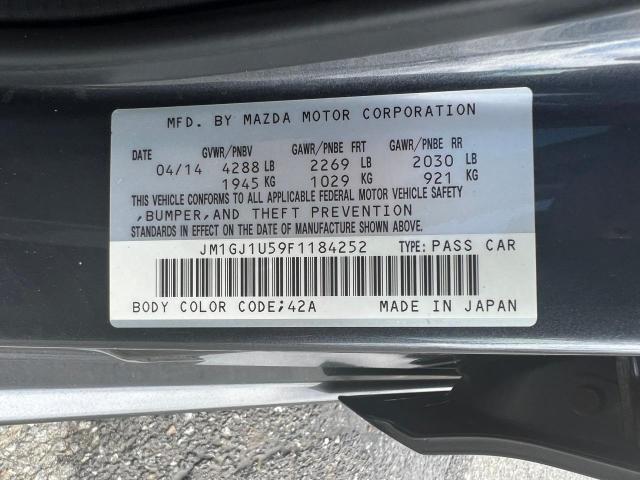 MFD. BY MAZDA MOTOR CORPORATION
DATE GVWR/PNBV GAWR/PNBE FRT GAWR/PNBE RR
04/14 4288 LB 2269 LB 2030 LB
1945 KG 1029 KG 921 KG
THIS VEHICLE CONFORMS TO ALL APPLICABLE FEDERAL MOTOR VEHICLE SAFETY
,BUMPER,AND THEFT PREVENTION
STANDARDS IN EFFECT ON THE DATE OF MANUFACTURE SHOWN ABOVE.
JM1GJ1U59F1184252 TYPE: PASS CAR
BODY COLOR CODE;42A MADE IN JAPAN